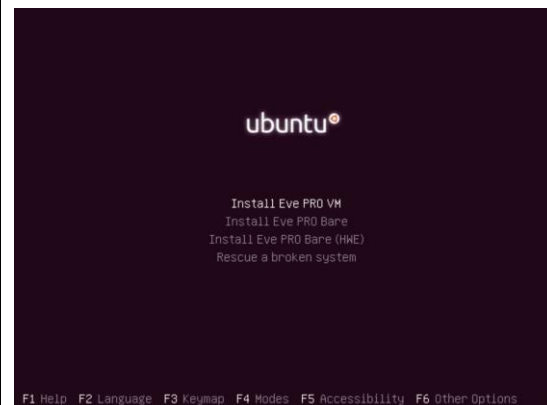 ubuntu
Install Eve PRO VM
Install Eve PRO Bare
Install Eve PRO Bare (HWE)
Rescue a broken system
F1 Help F2 Language F3 Keymap F4 Modes F5 Accessibility F6 Other Options